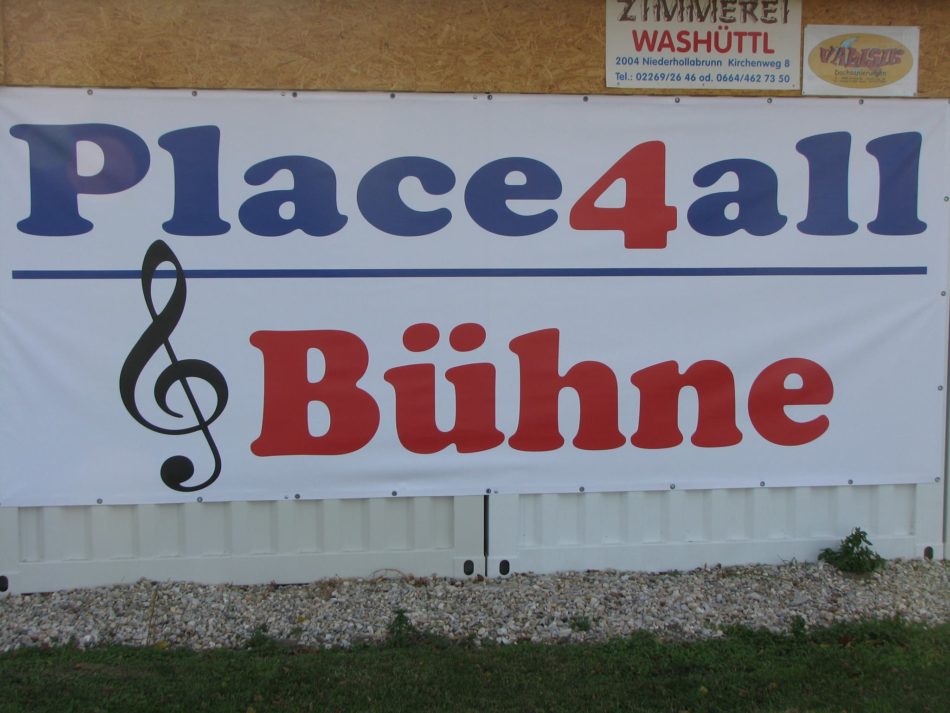 ZIMMEREI
WASHÜTTL
2004 Niederhollabrunn Kirchenweg 8
Tel.: 02269/26 46 od. 0664/462 73 50
Place4all
Bühne